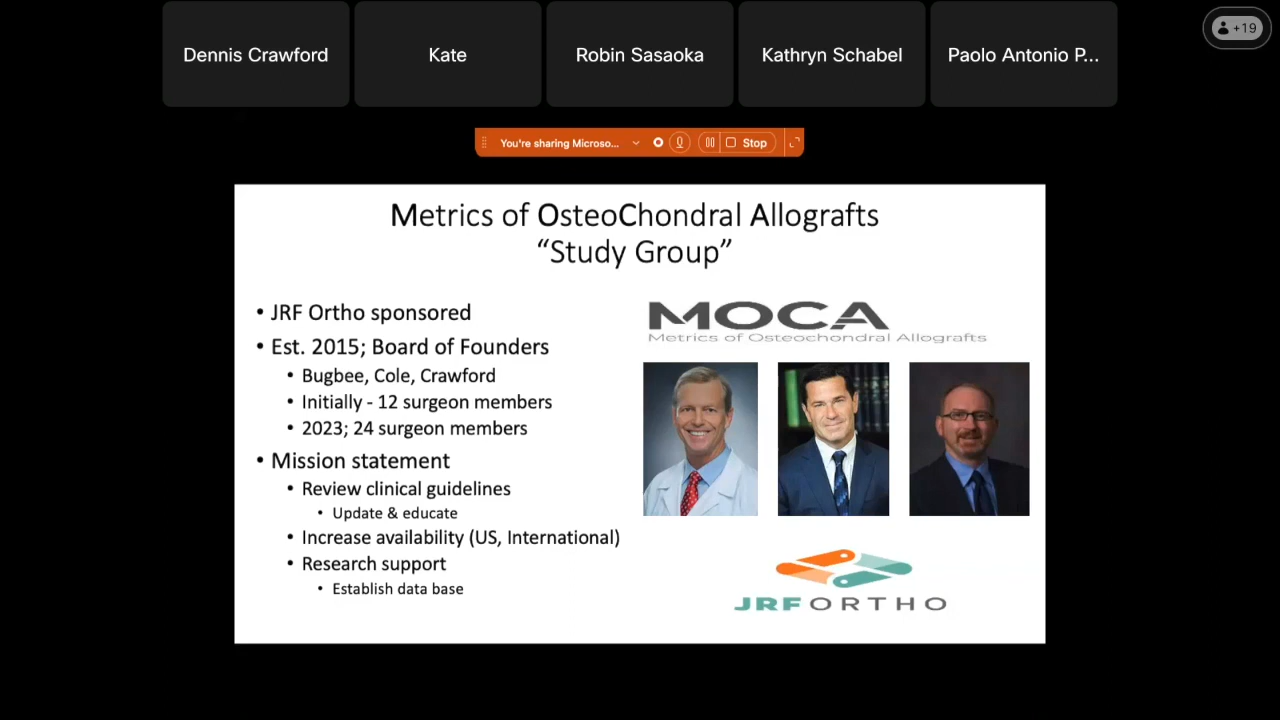 Dennis Crawford
Kate
Robin Sasaoka
Kathryn Schabel
Paolo Antonio P...
+19
You're sharing Microso...
Stop
Metrics of OsteoChondral Allografts
“Study Group”
• JRF Ortho sponsored
• Est. 2015; Board of Founders
• Bugbee, Cole, Crawford
• Initially - 12 surgeon members
• 2023; 24 surgeon members
• Mission statement
• Review clinical guidelines
• Update & educate
• Increase availability (US, International)
• Research support
• Establish data base
MOCA
Metrics of Osteochondral Allografts
JRF ORTHO